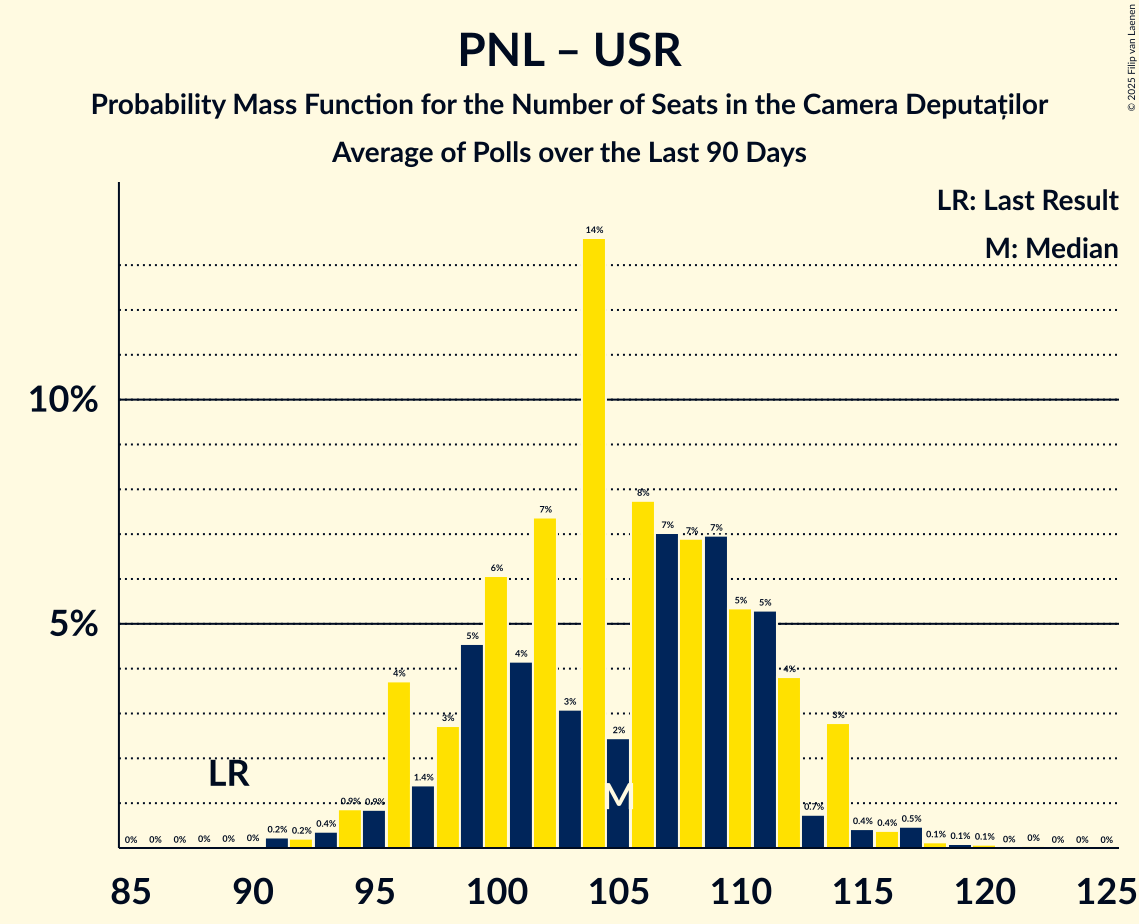 PNL – USR
Probability Mass Function for the Number of Seats in the Camera Deputaților
Average of Polls over the Last 90 Days
© 2025 Filip van Laenen
LR: Last Result
M: Median
10%
5%
0% 0% 0% 0% 0% 0% 0.2% 0.2% 0.4% 0.9% 0.9% 4% 1.4% 3% 5% 6% 4% 7% 3% 14% 2% 8% 7% 7% 7% 5% 5% 4% 0.7% 3% 0.4% 0.4% 0.5% 0.1% 0.1% 0.1% 0% 0% 0% 0% 0%
LR
M
85 90 95 100 105 110 115 120 125